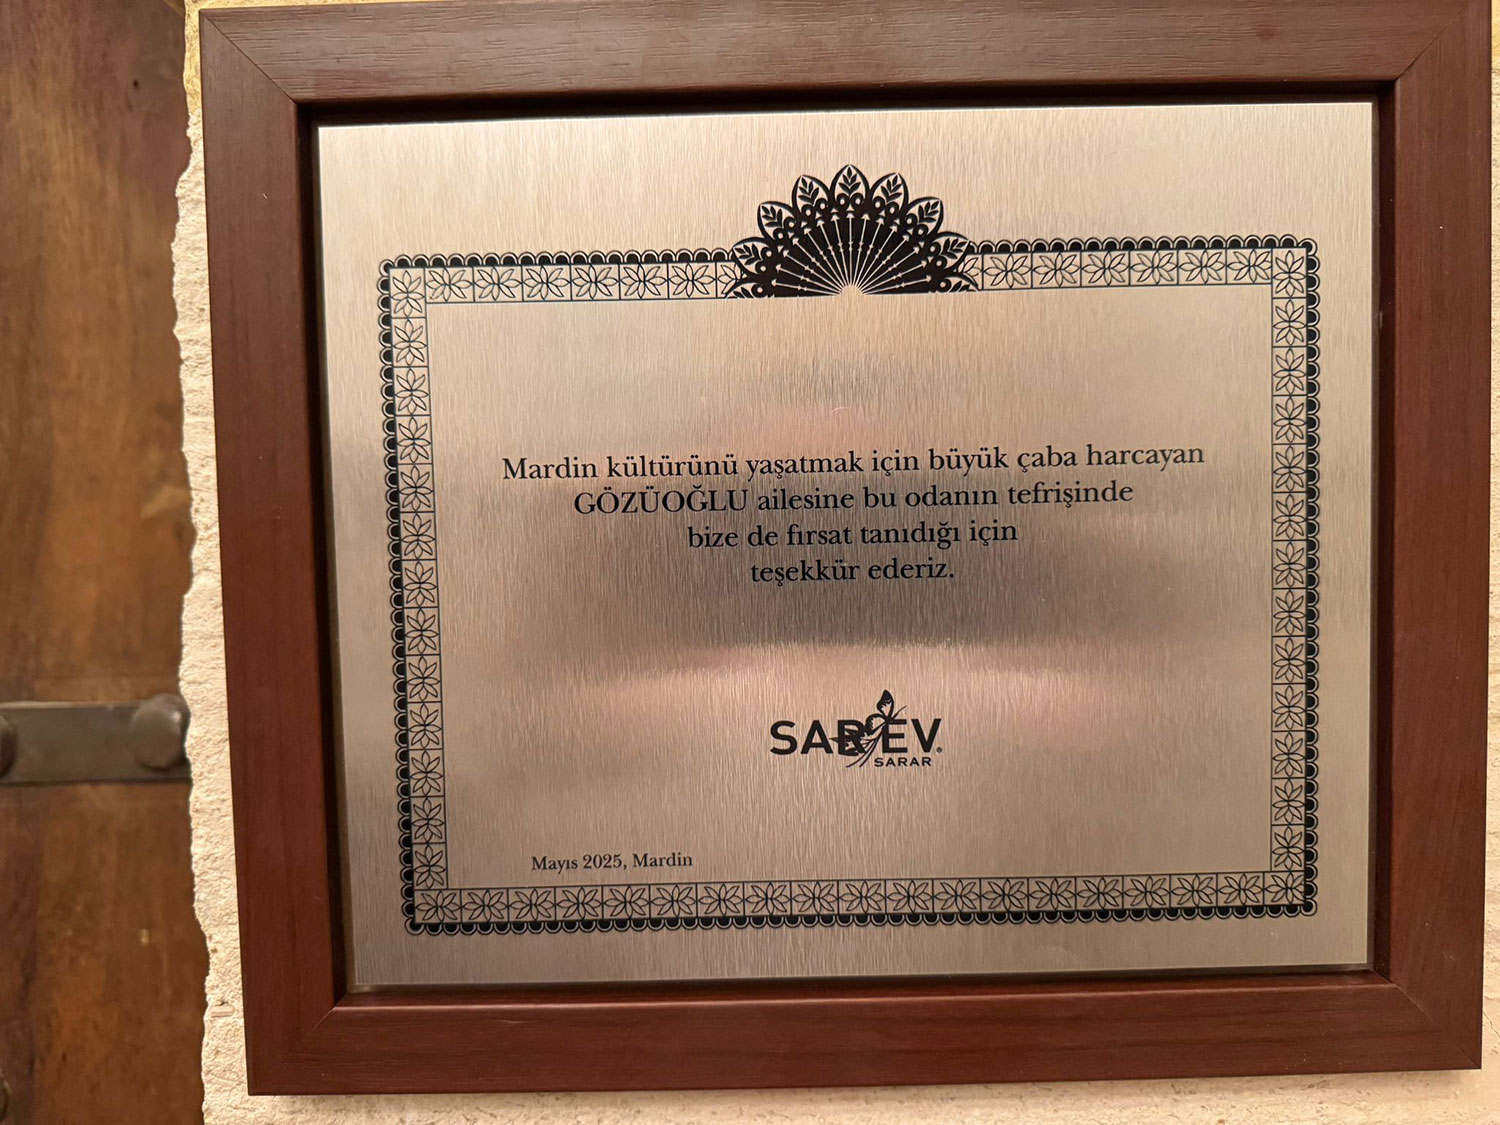 Mardin kültürünü yaşatmak için büyük çaba harcayan
GÖZÜOĞLU ailesine bu odanın tefrişinde
bize de fırsat tanıdığı için
teşekkür ederiz.
SAREV®
SARAR
Mayıs 2025, Mardin